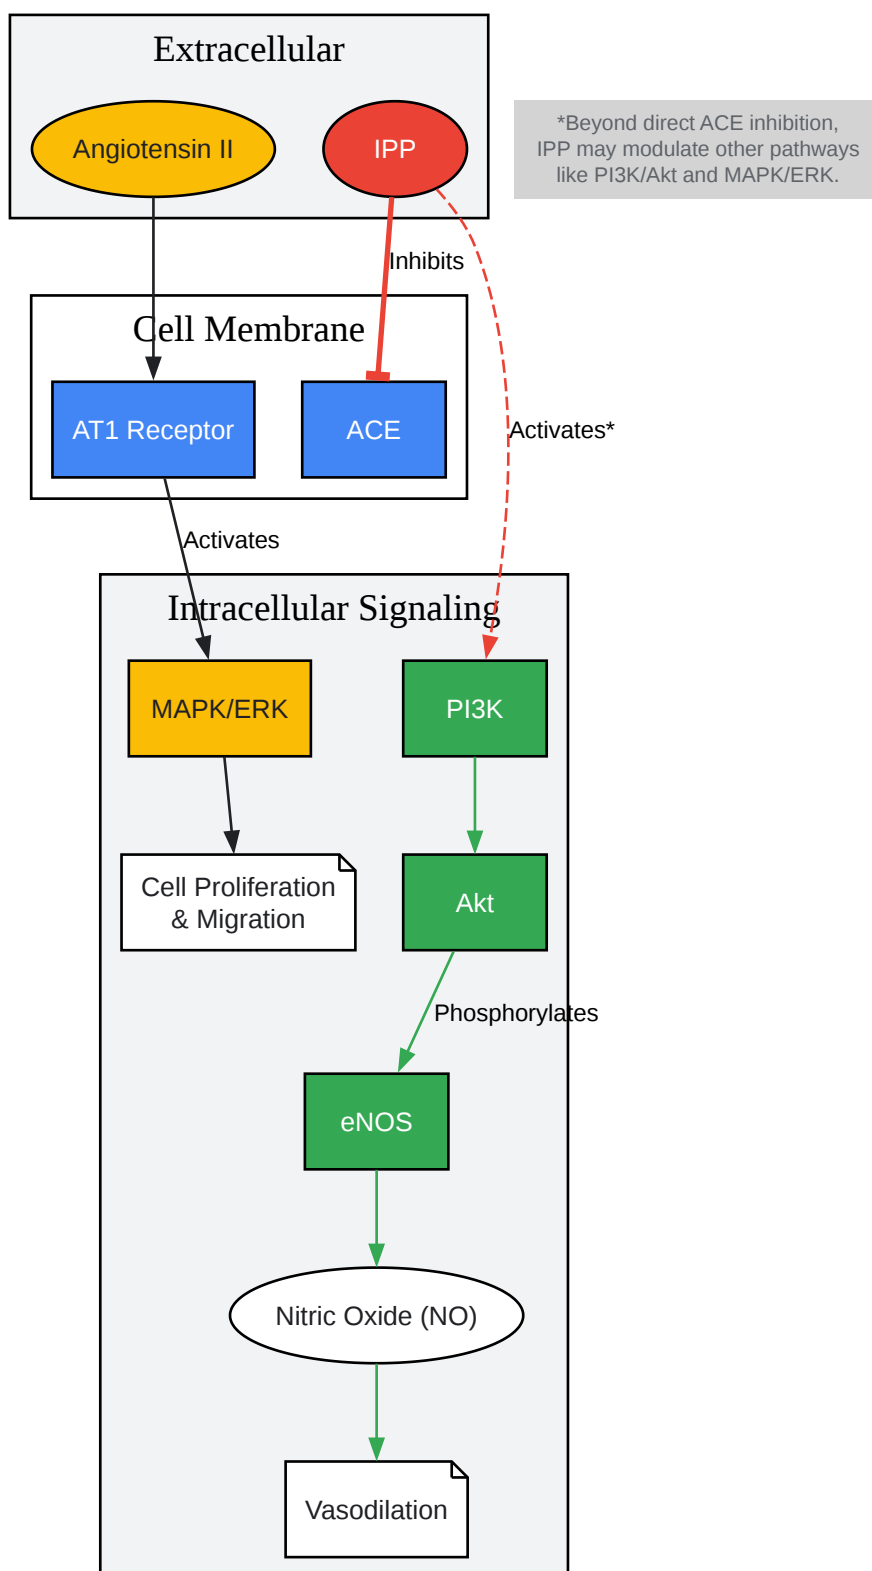 Extracellular
Angiotensin II
IPP
*Beyond direct ACE inhibition,
IPP may modulate other pathways
like PI3K/Akt and MAPK/ERK.
Inhibits
Cell Membrane
AT1 Receptor
ACE
Activates*
Activates
Intracellular Signaling
MAPK/ERK
PI3K
Cell Proliferation
& Migration
Akt
Phosphorylates
eNOS
Nitric Oxide (NO)
Vasodilation